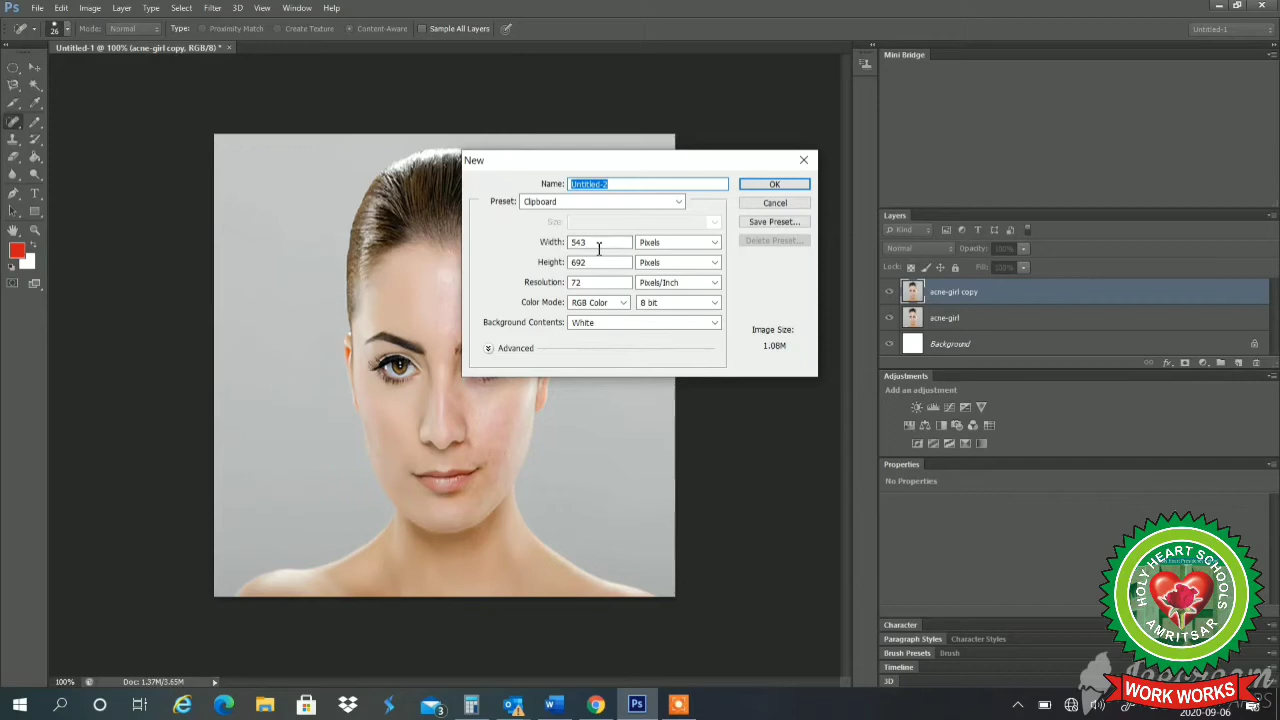 Ps File Edit Image Layer Type Select Filter 3D View Window Help
26 Mode: Normal Type: Proximity Match Create Texture Content-Aware Sample All Layers Untitled-1
Untitled-1 @ 100% (acne-girl copy, RGB/8) * ×
Mini Bridge
New
Name: Untitled-2 OK
Preset: Clipboard Cancel
Size: Save Preset...
Width: 543 Pixels Delete Preset...
Height: 692 Pixels
Resolution: 72 Pixels/Inch
Color Mode: RGB Color 8 bit
Background Contents: White
Image Size:
Advanced
1.08M
Layers
Kind
Normal Opacity: 100%
Lock: Fill: 100%
acne-girl copy
acne-girl
Background
Adjustments
Add an adjustment
Properties
No Properties
Character
Paragraph Styles Character Styles
Brush Presets Brush
Timeline
3D
100% Doc: 1.37M/3.65M
HOLY HEART SCHOOLS
AMRITSAR
WORK WORKS
3
W
Ps
2020-09-06